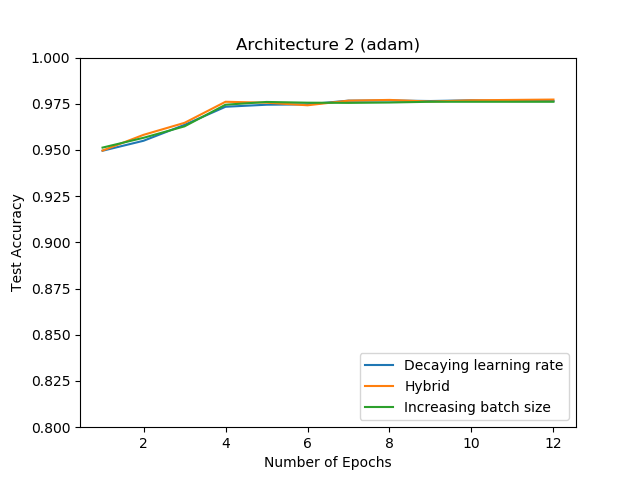 Architecture 2 (adam)
1.000
0.975
0.950
0.925
0.900
0.875
0.850
0.825
0.800
Test Accuracy
Decaying learning rate
Hybrid
Increasing batch size
2 4 6 8 10 12
Number of Epochs